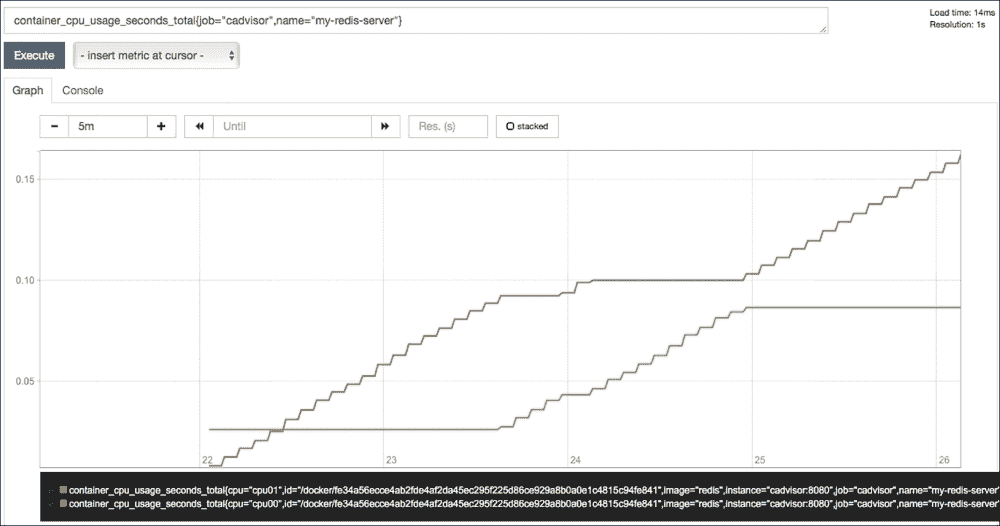 container_cpu_usage_seconds_total{job="cadvisor",name="my-redis-server"}
Load time: 14ms
Resolution: 1s
Execute
- insert metric at cursor -
Graph Console
5m Until Res. (s) stacked
0.15
0.10
0.05
22 23 24 25 26
container_cpu_usage_seconds_total{cpu="cpu01",id="/docker/fe34a56ecce4ab2fde4af2da45ec295f225d86ce929a8b0a0e1c4815c94fe841",image="redis",instance="cadvisor:8080",job="cadvisor",name="my-redis-server"
container_cpu_usage_seconds_total{cpu="cpu00",id="/docker/fe34a56ecce4ab2fde4af2da45ec295f225d86ce929a8b0a0e1c4815c94fe841",image="redis",instance="cadvisor:8080",job="cadvisor",name="my-redis-server"